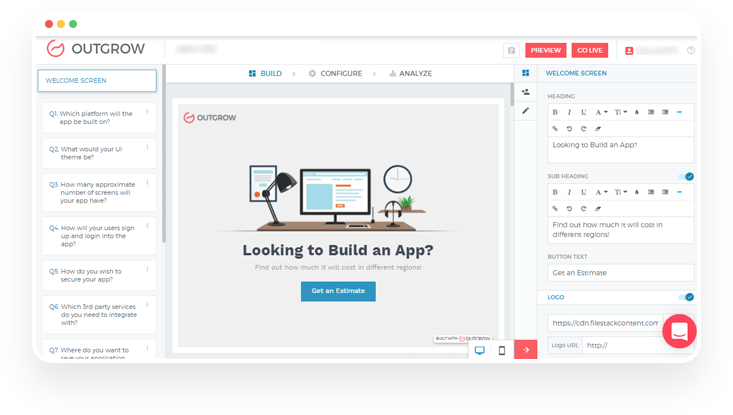 OUTGROW
PREVIEW
GO LIVE
WELCOME SCREEN
Q1. Which platform will the
app be built on?
Q2. What would your UI
theme be?
Q3. How many approximate
number of screens will
your app have?
Q4. How will your users sign
up and login into the
app?
Q5. How do you wish to
secure your app?
Q6. Which 3rd party services
do you need to integrate
with?
Q7. Where do you want to
save your application
BUILD > CONFIGURE > ANALYZE
OUTGROW
Looking to Build an App?
Find out how much it will cost in different regions!
Get an Estimate
BUILT WITH OUTGROW
WELCOME SCREEN
HEADING
B I U A TI
Looking to Build an App?
SUB HEADING
B I U A TI
Find out how much it will cost in
different regions!
BUTTON TEXT
Get an Estimate
LOGO
https://cdn.filestackcontent.com
Logo URL http://